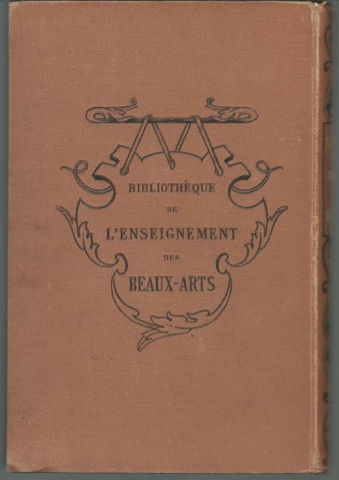 BIBLIOTHÈQUE
DE
L'ENSEIGNEMENT
DES
BEAUX-ARTS